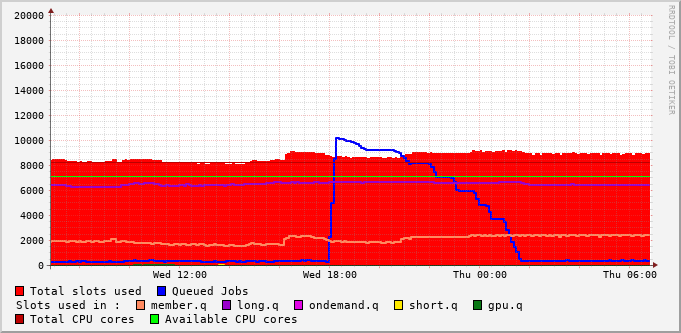 RRDTOOL / TOBI OETIKER
20000
18000
16000
14000
12000
10000
8000
6000
4000
2000
0
Wed 12:00 Wed 18:00 Thu 00:00 Thu 06:00
Total slots used Queued Jobs
Slots used in : member.q long.q ondemand.q short.q gpu.q
Total CPU cores Available CPU cores